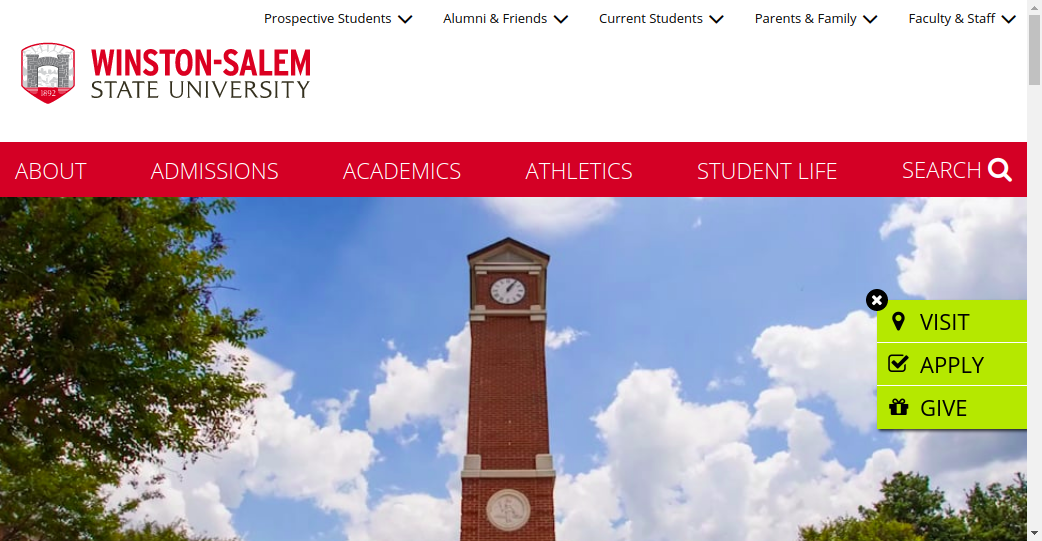 Prospective Students
Alumni & Friends
Current Students
Parents & Family
Faculty & Staff
WINSTON-SALEM
STATE UNIVERSITY
1892
ABOUT
ADMISSIONS
ACADEMICS
ATHLETICS
STUDENT LIFE
SEARCH
VISIT
APPLY
GIVE